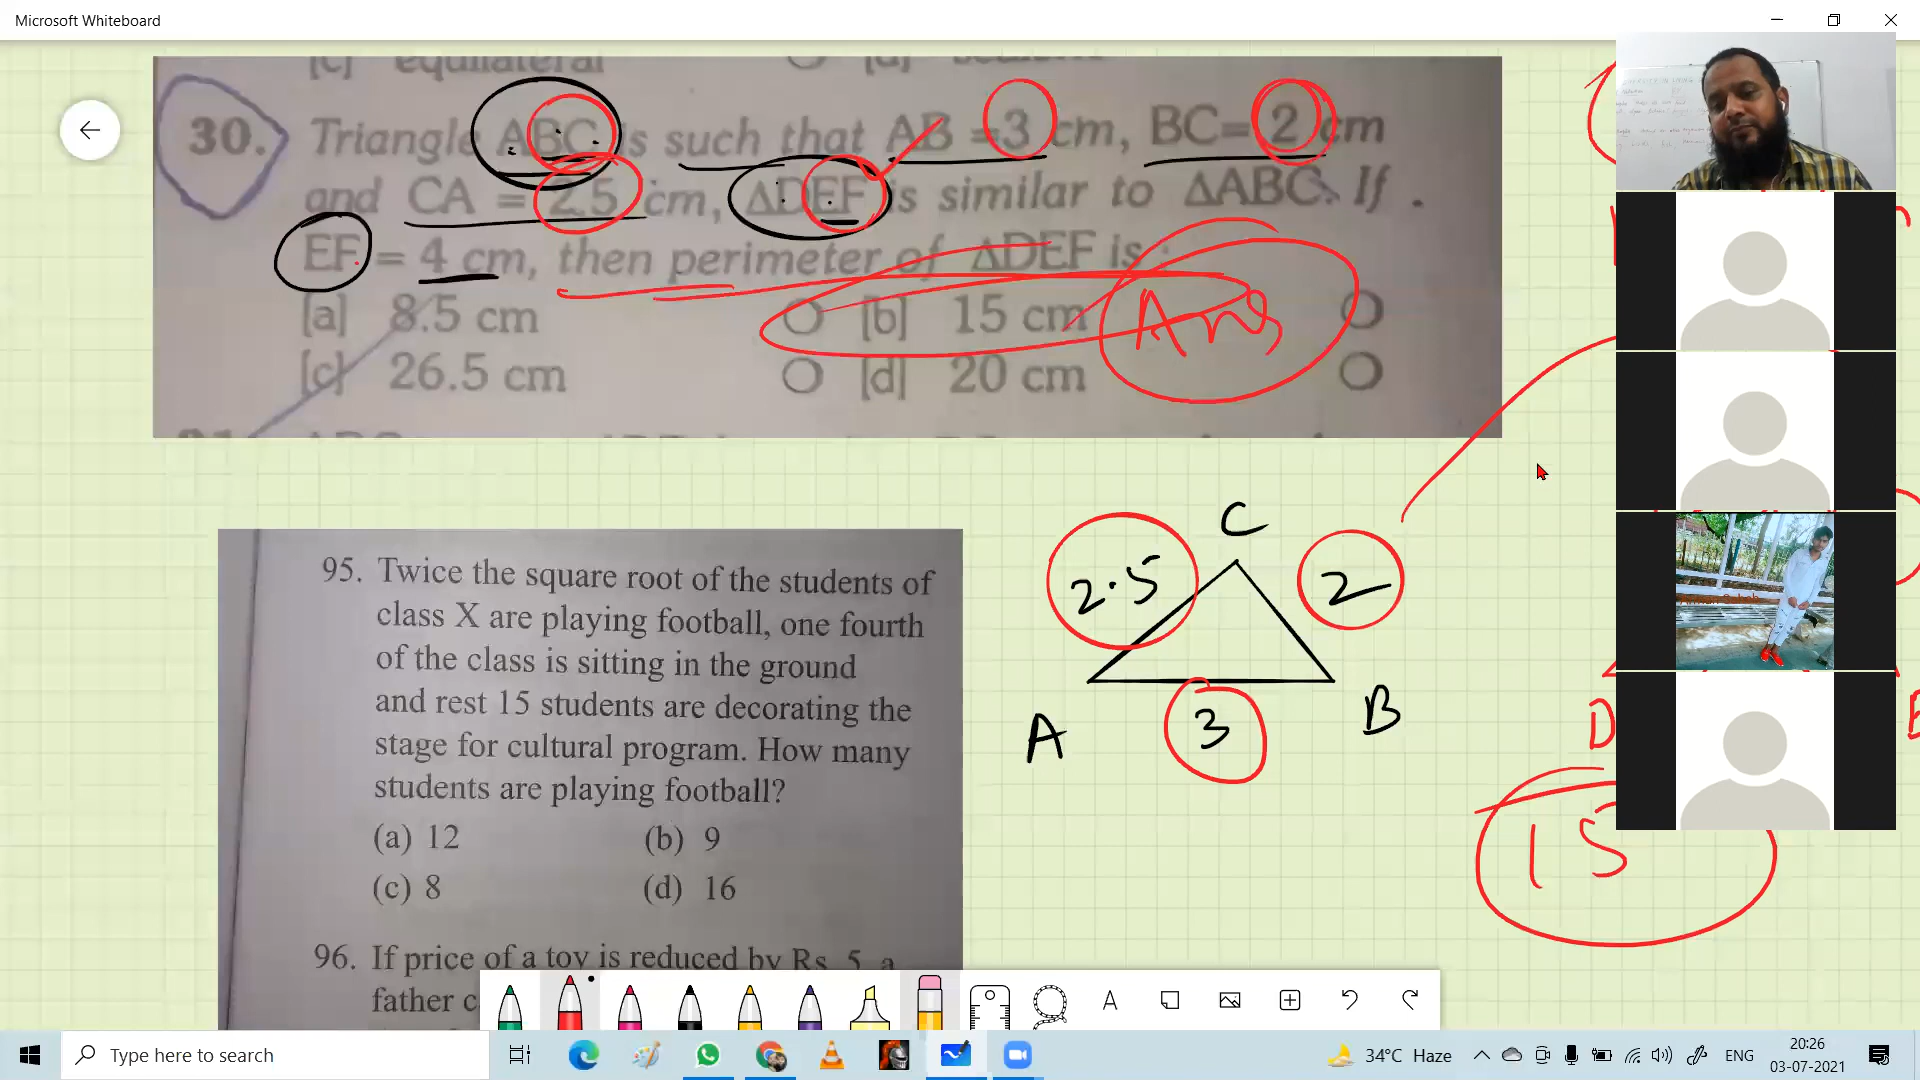 Microsoft Whiteboard
[c] equilateral
30. Triangle ABC is such that AB = 3 cm, BC = 2 cm
and CA = 2.5 cm, ΔDEF is similar to ΔABC. If
EF = 4 cm, then perimeter of ΔDEF is :
[a] 8.5 cm [b] 15 cm
Ans
[c] 26.5 cm [d] 20 cm
95. Twice the square root of the students of
class X are playing football, one fourth
of the class is sitting in the ground
and rest 15 students are decorating the
stage for cultural program. How many
students are playing football?
(a) 12 (b) 9
(c) 8 (d) 16
96. If price of a toy is reduced by Rs. 5, a
father c
C
2.5
2
A
3
B
D
15
A
Type here to search
34°C Haze
ENG
20:26
03-07-2021